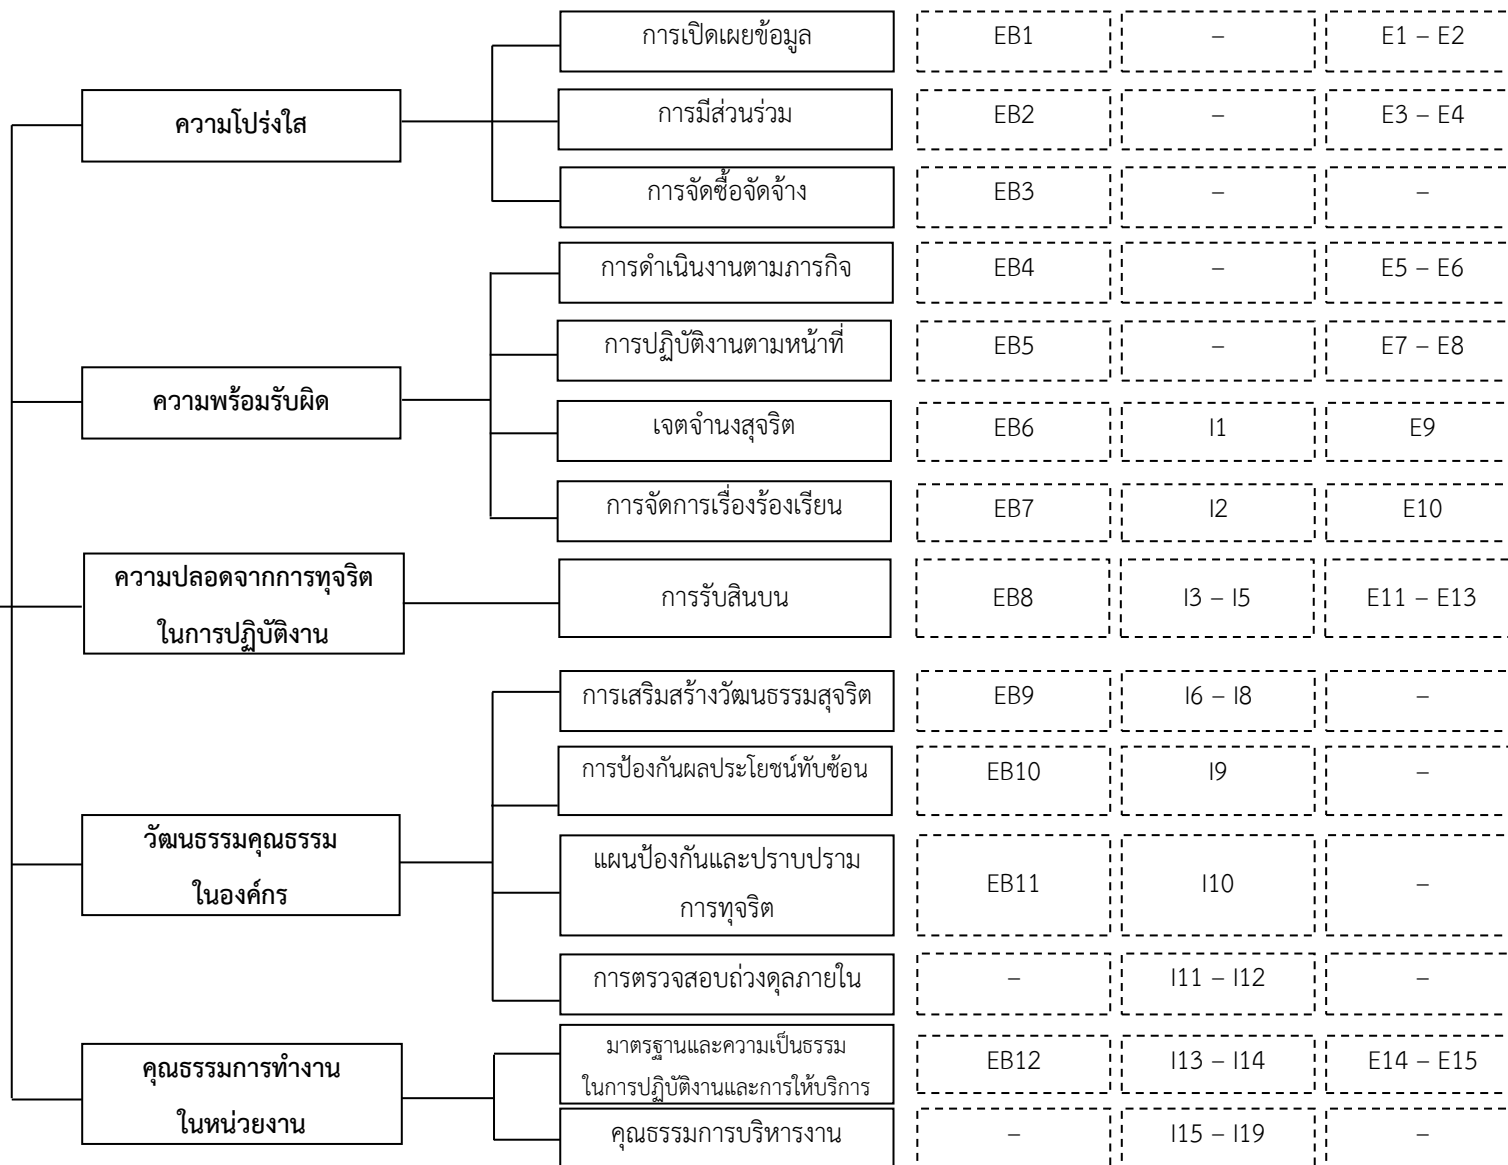 การเปิดเผยข้อมูล EB1 – E1 – E2
ความโปร่งใส
การมีส่วนร่วม EB2 – E3 – E4
การจัดซื้อจัดจ้าง EB3 – –
การดำเนินงานตามภารกิจ EB4 – E5 – E6
การปฏิบัติงานตามหน้าที่ EB5 – E7 – E8
ความพร้อมรับผิด
เจตจำนงสุจริต EB6 I1 E9
การจัดการเรื่องร้องเรียน EB7 I2 E10
ความปลอดจากการทุจริต
ในการปฏิบัติงาน
การรับสินบน EB8 I3 – I5 E11 – E13
การเสริมสร้างวัฒนธรรมสุจริต EB9 I6 – I8 –
การป้องกันผลประโยชน์ทับซ้อน EB10 I9 –
วัฒนธรรมคุณธรรม
ในองค์กร
แผนป้องกันและปราบปราม
การทุจริต
EB11 I10 –
การตรวจสอบถ่วงดุลภายใน – I11 – I12 –
คุณธรรมการทำงาน
ในหน่วยงาน
มาตรฐานและความเป็นธรรม
ในการปฏิบัติงานและการให้บริการ
EB12 I13 – I14 E14 – E15
คุณธรรมการบริหารงาน – I15 – I19 –